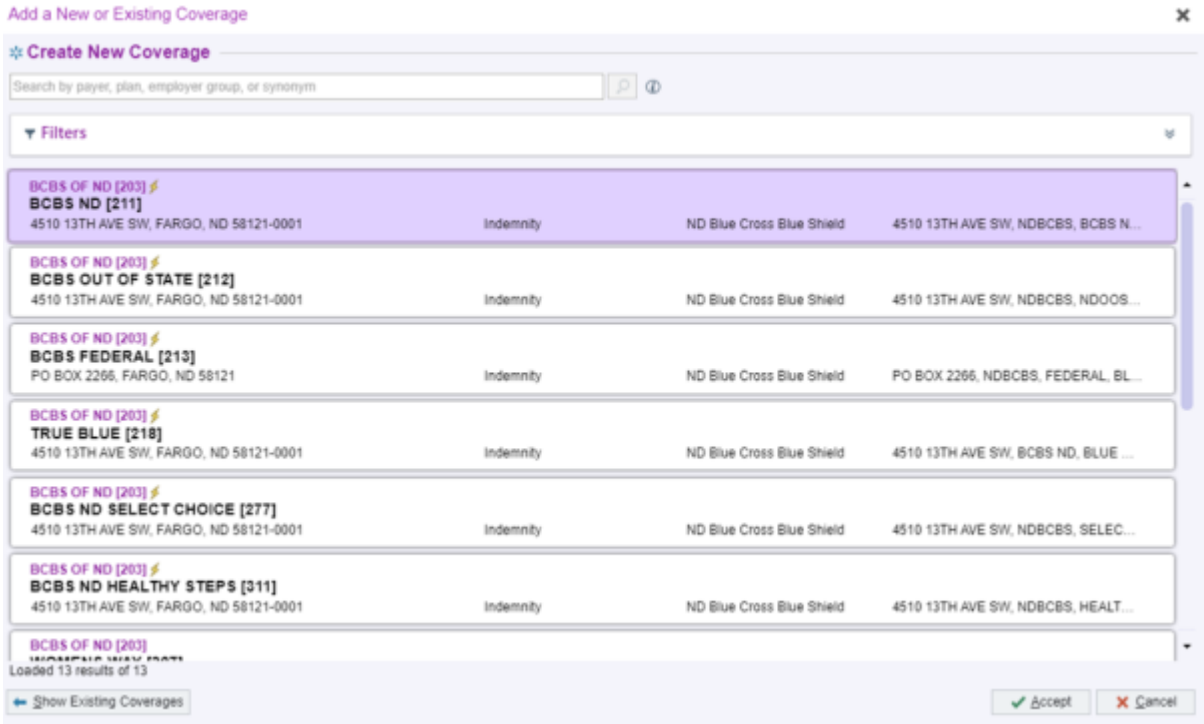 Add a New or Existing Coverage
Create New Coverage
Search by payer, plan, employer group, or synonym
Filters
BCBS OF ND [203]
BCBS ND [211]
4510 13TH AVE SW, FARGO, ND 58121-0001 Indemnity ND Blue Cross Blue Shield 4510 13TH AVE SW, NDBCBS, BCBS N...
BCBS OF ND [203]
BCBS OUT OF STATE [212]
4510 13TH AVE SW, FARGO, ND 58121-0001 Indemnity ND Blue Cross Blue Shield 4510 13TH AVE SW, NDBCBS, NDOOS...
BCBS OF ND [203]
BCBS FEDERAL [213]
PO BOX 2266, FARGO, ND 58121 Indemnity ND Blue Cross Blue Shield PO BOX 2266, NDBCBS, FEDERAL, BL...
BCBS OF ND [203]
TRUE BLUE [218]
4510 13TH AVE SW, FARGO, ND 58121-0001 Indemnity ND Blue Cross Blue Shield 4510 13TH AVE SW, BCBS ND, BLUE ...
BCBS OF ND [203]
BCBS ND SELECT CHOICE [277]
4510 13TH AVE SW, FARGO, ND 58121-0001 Indemnity ND Blue Cross Blue Shield 4510 13TH AVE SW, NDBCBS, SELEC...
BCBS OF ND [203]
BCBS ND HEALTHY STEPS [311]
4510 13TH AVE SW, FARGO, ND 58121-0001 Indemnity ND Blue Cross Blue Shield 4510 13TH AVE SW, NDBCBS, HEALT...
BCBS OF ND [203]
WOMENS WAY
Loaded 13 results of 13
Show Existing Coverages Accept Cancel